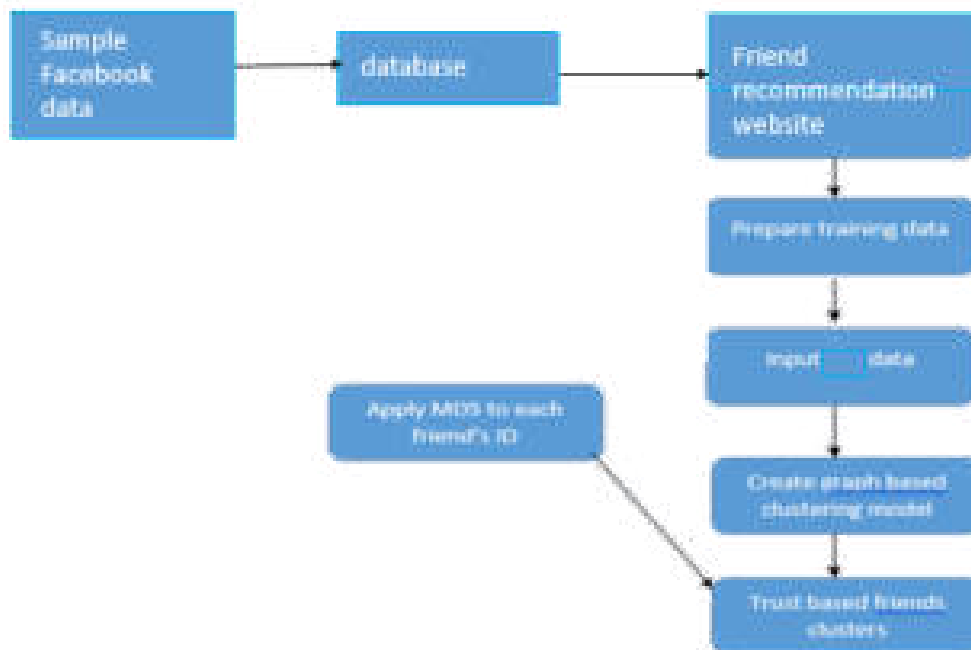 Sample
Facebook
data
database
Friend
recommendation
website
Prepare training data
Input data
Apply MD5 to each
friend's ID
Create graph based
clustering model
Trust based friends
clusters